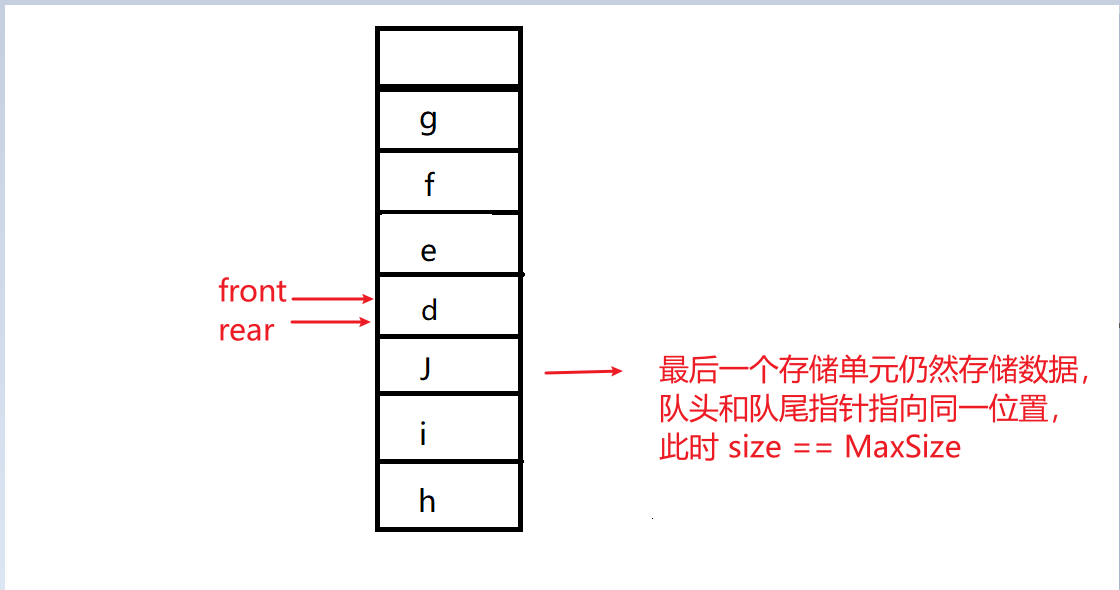 g
f
e
front
d
rear
J
最后一个存储单元仍然存储数据，
队头和队尾指针指向同一位置，
此时 size == MaxSize
i
h